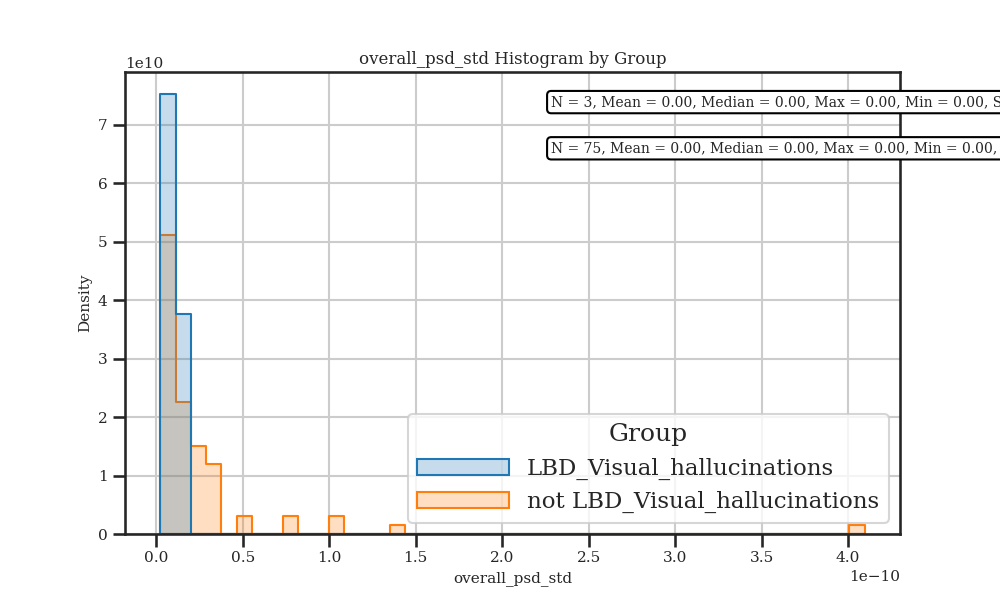 overall_psd_std Histogram by Group
1e10
N = 3, Mean = 0.00, Median = 0.00, Max = 0.00, Min = 0.00, S
N = 75, Mean = 0.00, Median = 0.00, Max = 0.00, Min = 0.00,
7
6
5
4
3
2
1
0
Density
Group
LBD_Visual_hallucinations
not LBD_Visual_hallucinations
0.0 0.5 1.0 1.5 2.0 2.5 3.0 3.5 4.0
1e−10
overall_psd_std